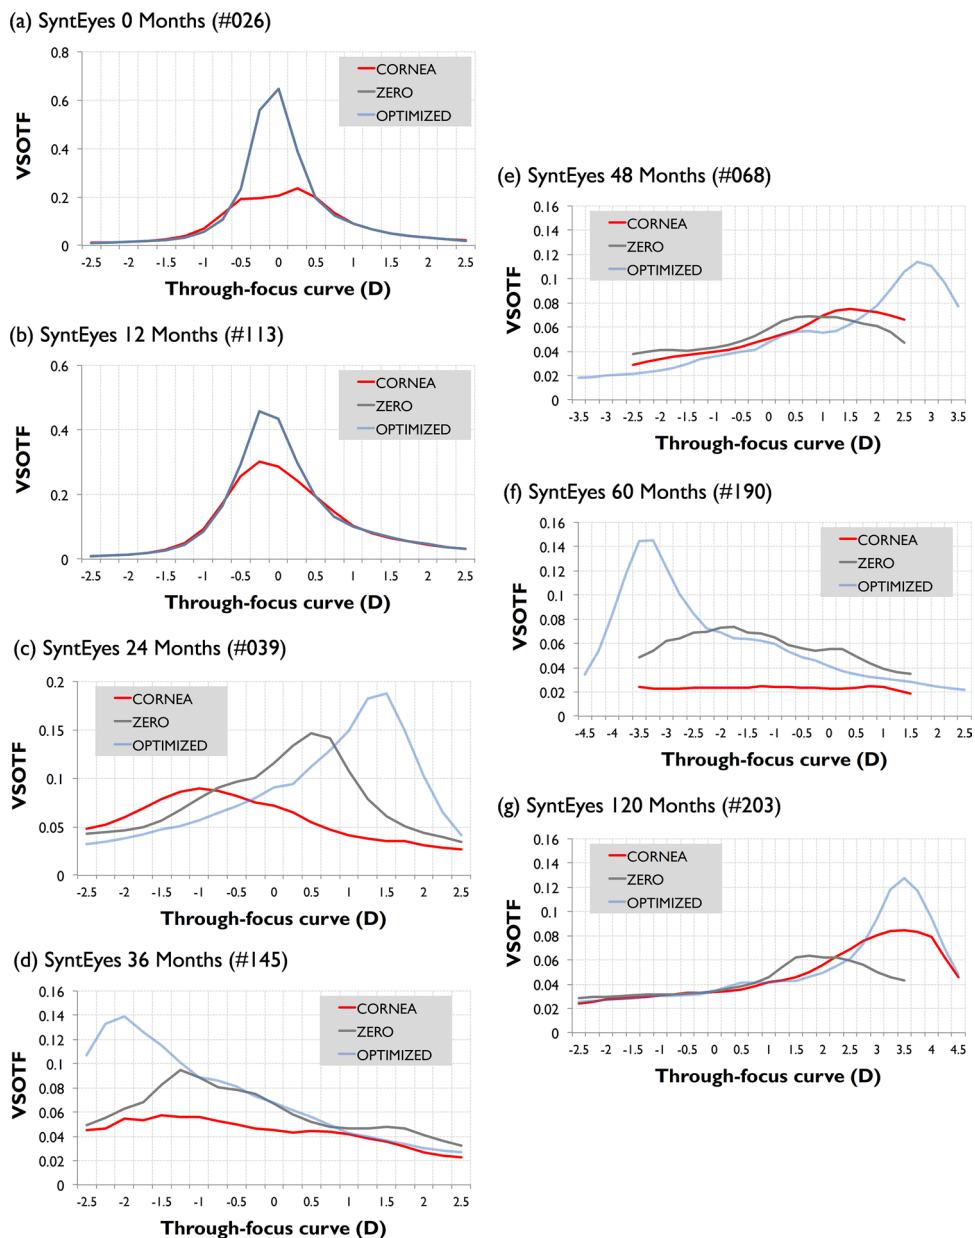 (a) SyntEyes 0 Months (#026)
VSOTF
0.8
0.6
0.4
0.2
0
CORNEA
ZERO
OPTIMIZED
-2.5 -2 -1.5 -1 -0.5 0 0.5 1 1.5 2 2.5
Through-focus curve (D)
(b) SyntEyes 12 Months (#113)
VSOTF
0.6
0.4
0.2
0
CORNEA
ZERO
OPTIMIZED
-2.5 -2 -1.5 -1 -0.5 0 0.5 1 1.5 2 2.5
Through-focus curve (D)
(c) SyntEyes 24 Months (#039)
VSOTF
0.2
0.15
0.1
0.05
0
CORNEA
ZERO
OPTIMIZED
-2.5 -2 -1.5 -1 -0.5 0 0.5 1 1.5 2 2.5
Through-focus curve (D)
(d) SyntEyes 36 Months (#145)
VSOTF
0.16
0.14
0.12
0.1
0.08
0.06
0.04
0.02
0
CORNEA
ZERO
OPTIMIZED
-2.5 -2 -1.5 -1 -0.5 0 0.5 1 1.5 2 2.5
Through-focus curve (D)
(e) SyntEyes 48 Months (#068)
VSOTF
0.16
0.14
0.12
0.10
0.08
0.06
0.04
0.02
0
CORNEA
ZERO
OPTIMIZED
-3.5 -3 -2.5 -2 -1.5 -1 -0.5 0 0.5 1 1.5 2 2.5 3 3.5
Through-focus curve (D)
(f) SyntEyes 60 Months (#190)
VSOTF
0.16
0.14
0.12
0.10
0.08
0.06
0.04
0.02
0
CORNEA
ZERO
OPTIMIZED
-4.5 -4 -3.5 -3 -2.5 -2 -1.5 -1 -0.5 0 0.5 1 1.5 2 2.5
Through-focus curve (D)
(g) SyntEyes 120 Months (#203)
VSOTF
0.16
0.14
0.12
0.1
0.08
0.06
0.04
0.02
0
CORNEA
ZERO
OPTIMIZED
-2.5 -2 -1.5 -1 -0.5 0 0.5 1 1.5 2 2.5 3 3.5 4 4.5
Through-focus curve (D)